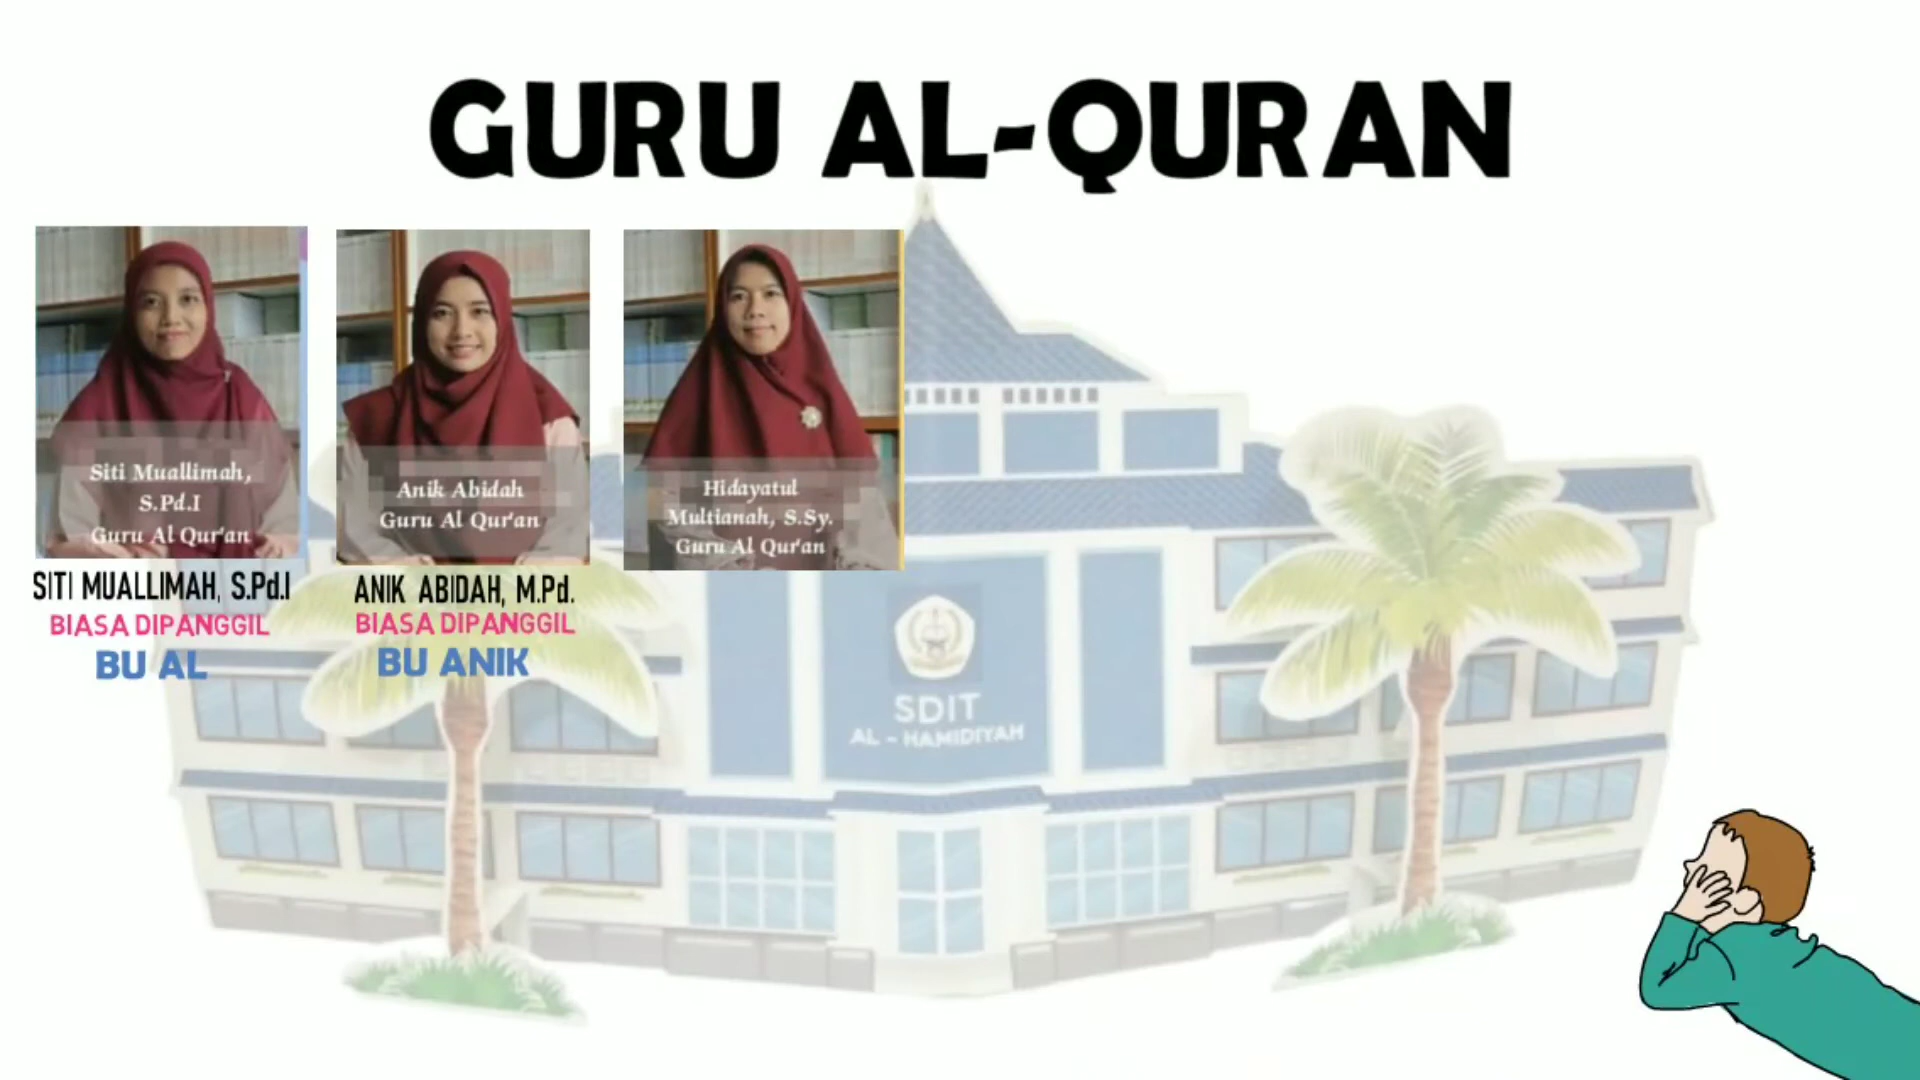 GURU AL-QURAN
Siti Muallimah,
S.Pd.I
Guru Al Qur'an
SITI MUALLIMAH, S.Pd.I
BIASA DIPANGGIL
BU AL
Anik Abidah
Guru Al Qur'an
ANIK ABIDAH, M.Pd.
BIASA DIPANGGIL
BU ANIK
Hidayatul
Multianah, S.Sy.
Guru Al Qur'an
SDIT
AL - HAMIDIYAH